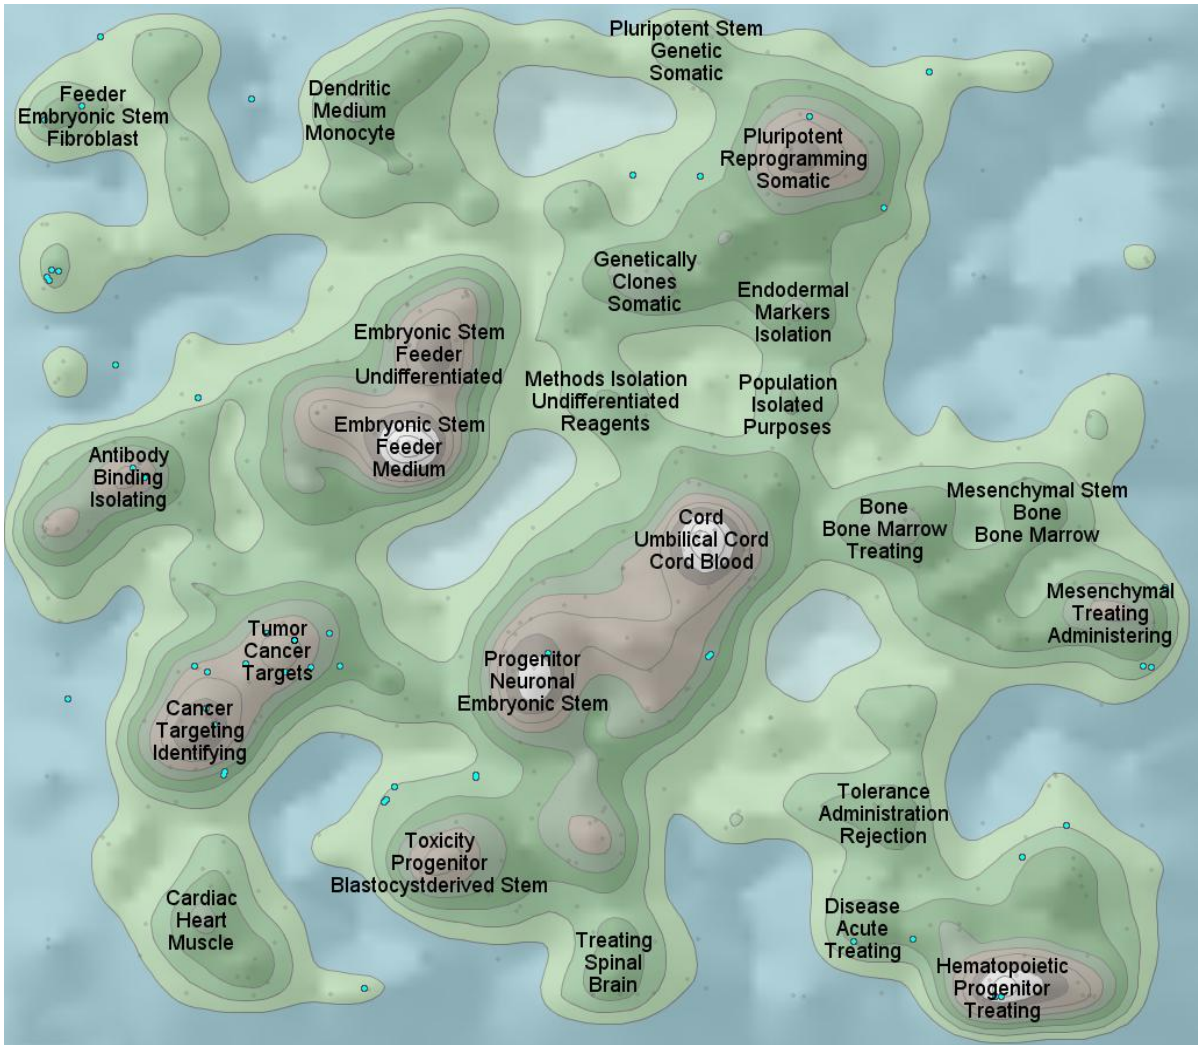 Pluripotent Stem
Genetic
Somatic
Feeder
Embryonic Stem
Fibroblast
Dendritic
Medium
Monocyte
Pluripotent
Reprogramming
Somatic
Genetically
Clones
Somatic
Endodermal
Markers
Isolation
Embryonic Stem
Feeder
Undifferentiated
Methods Isolation
Undifferentiated
Reagents
Population
Isolated
Purposes
Embryonic Stem
Feeder
Medium
Antibody
Binding
Isolating
Cord
Umbilical Cord
Cord Blood
Bone
Bone Marrow
Treating
Mesenchymal Stem
Bone
Bone Marrow
Mesenchymal
Treating
Administering
Tumor
Cancer
Targets
Progenitor
Neuronal
Embryonic Stem
Cancer
Targeting
Identifying
Tolerance
Administration
Rejection
Toxicity
Progenitor
Blastocystderived Stem
Cardiac
Heart
Muscle
Disease
Acute
Treating
Treating
Spinal
Brain
Hematopoietic
Progenitor
Treating